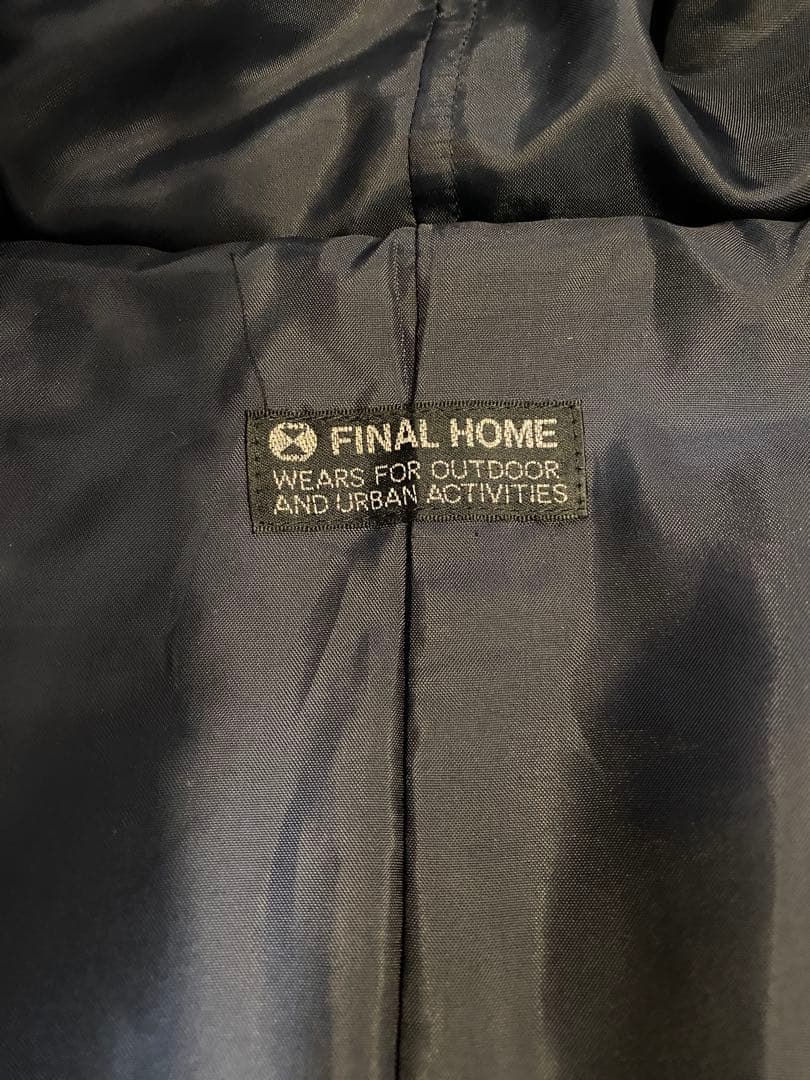 FINAL HOME
WEARS FOR OUTDOOR
AND URBAN ACTIVITIES